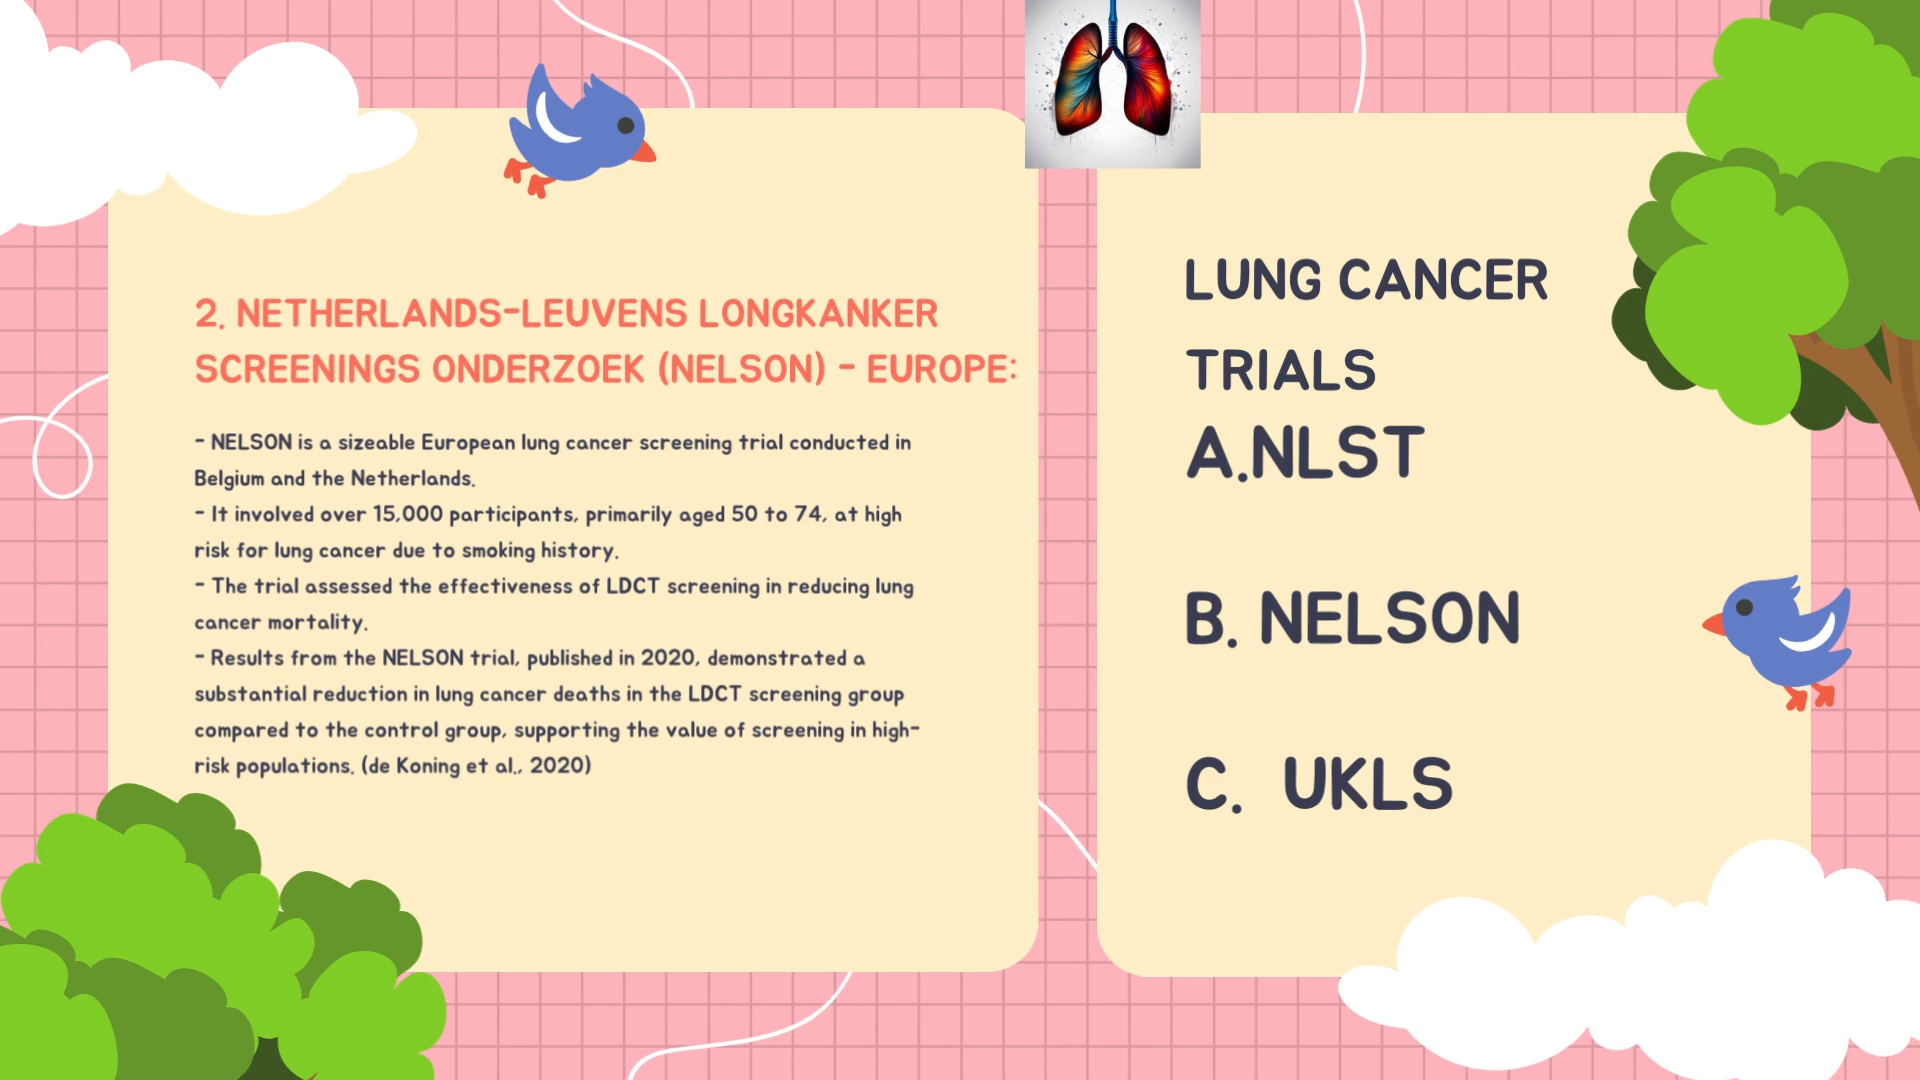 2. NETHERLANDS-LEUVENS LONGKANKER
SCREENINGS ONDERZOEK (NELSON) - EUROPE:
- NELSON is a sizeable European lung cancer screening trial conducted in
Belgium and the Netherlands.
- It involved over 15,000 participants, primarily aged 50 to 74, at high
risk for lung cancer due to smoking history.
- The trial assessed the effectiveness of LDCT screening in reducing lung
cancer mortality.
- Results from the NELSON trial, published in 2020, demonstrated a
substantial reduction in lung cancer deaths in the LDCT screening group
compared to the control group, supporting the value of screening in high-
risk populations. (de Koning et al., 2020)
LUNG CANCER
TRIALS
A.NLST
B. NELSON
C. UKLS